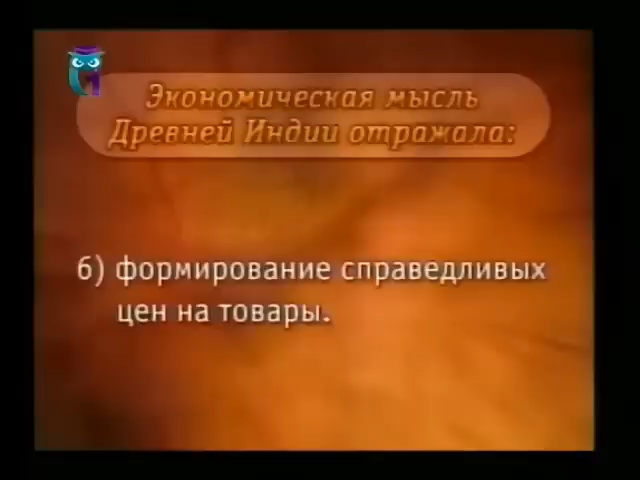 Экономическая мысль
Древней Индии отражала:
6) формирование справедливых
цен на товары.